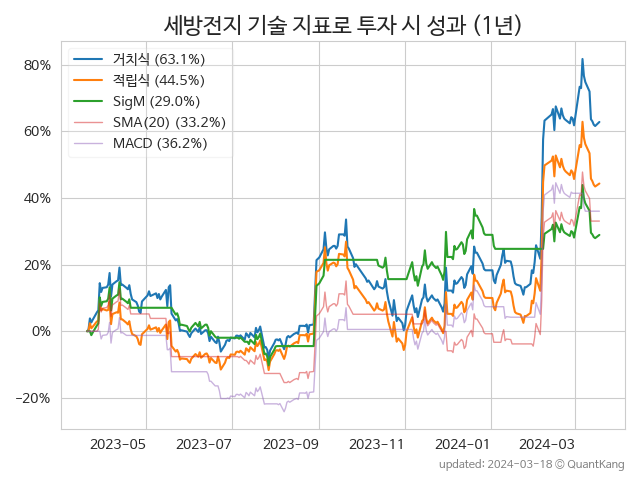 세방전지 기술 지표로 투자 시 성과 (1년)
거치식 (63.1%)
적립식 (44.5%)
SigM (29.0%)
SMA(20) (33.2%)
MACD (36.2%)
80%
60%
40%
20%
0%
−20%
2023−05 2023−07 2023−09 2023−11 2024−01 2024−03
updated: 2024-03-18 © QuantKang